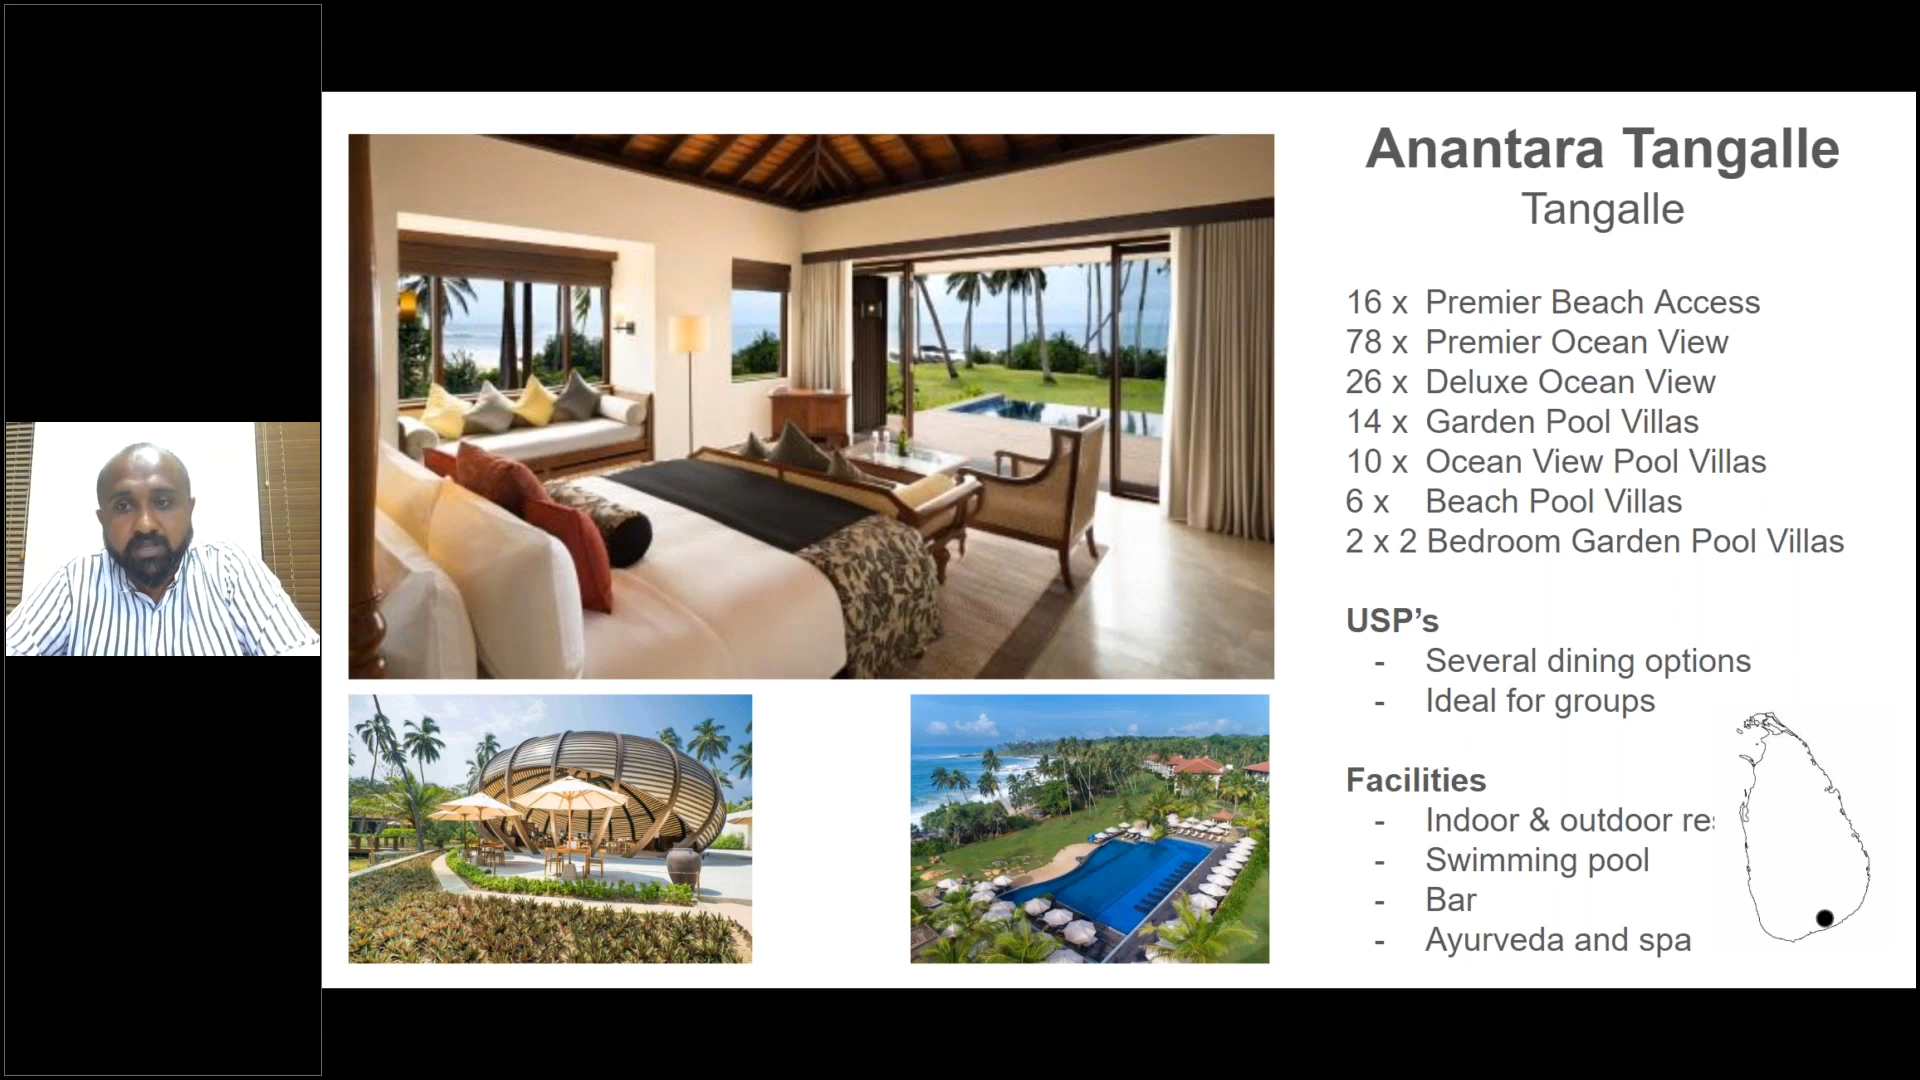 Anantara Tangalle
Tangalle
16 x Premier Beach Access
78 x Premier Ocean View
26 x Deluxe Ocean View
14 x Garden Pool Villas
10 x Ocean View Pool Villas
6 x Beach Pool Villas
2 x 2 Bedroom Garden Pool Villas
USP’s
- Several dining options
- Ideal for groups
Facilities
- Indoor & outdoor
- Swimming pool
- Bar
- Ayurveda and spa